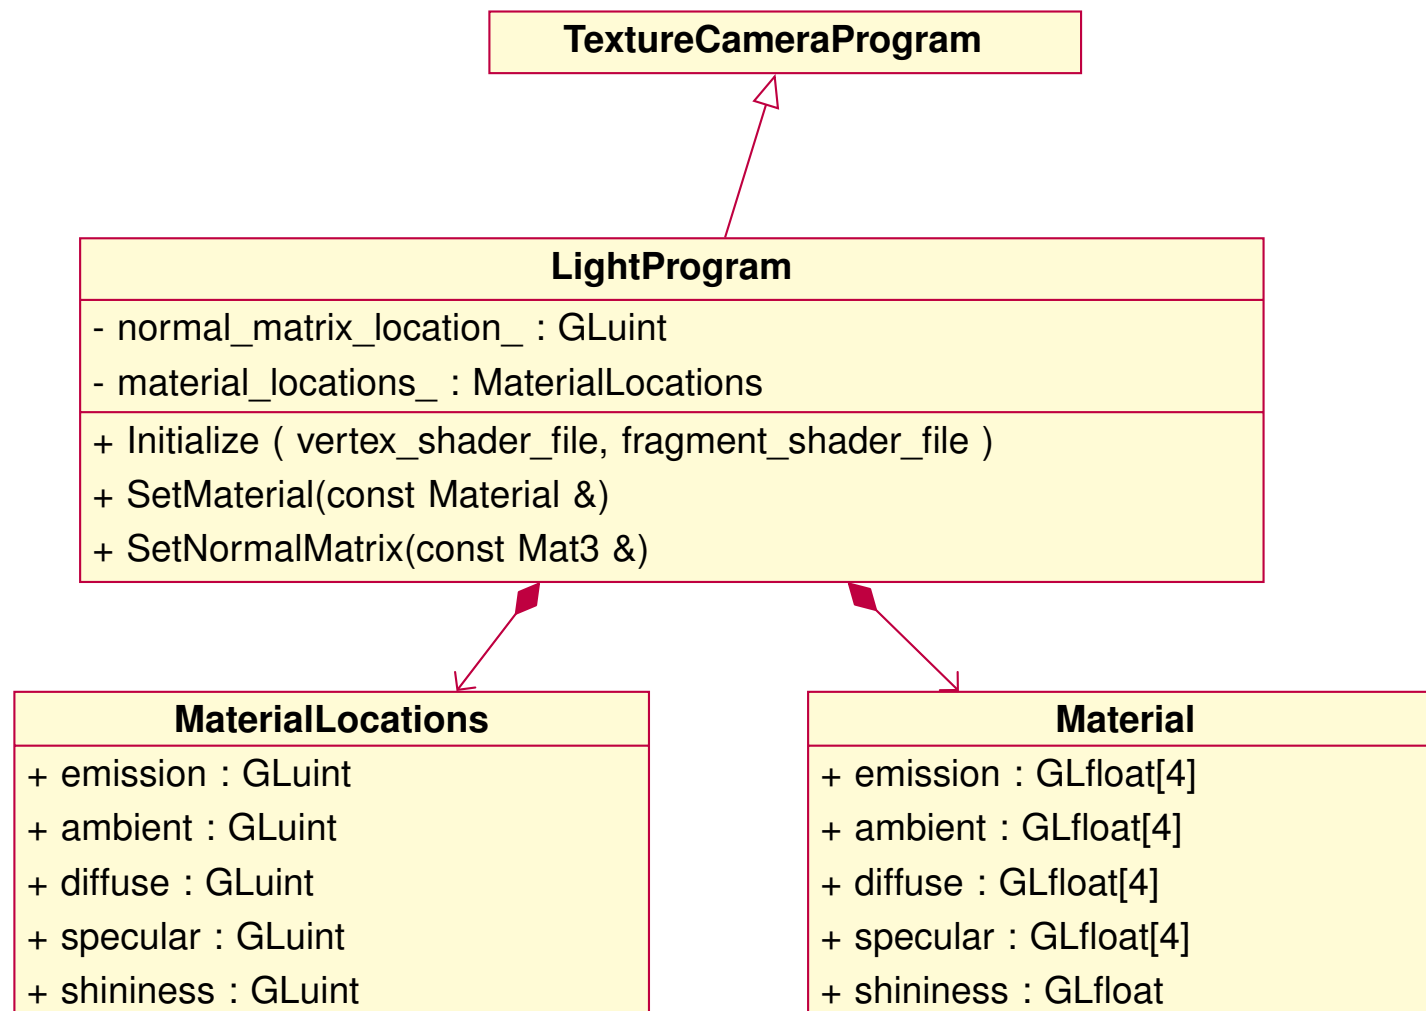 TextureCameraProgram
LightProgram
- normal_matrix_location_ : GLuint
- material_locations_ : MaterialLocations
+ Initialize ( vertex_shader_file, fragment_shader_file )
+ SetMaterial(const Material &)
+ SetNormalMatrix(const Mat3 &)
MaterialLocations
+ emission : GLuint
+ ambient : GLuint
+ diffuse : GLuint
+ specular : GLuint
+ shininess : GLuint
Material
+ emission : GLfloat[4]
+ ambient : GLfloat[4]
+ diffuse : GLfloat[4]
+ specular : GLfloat[4]
+ shininess : GLfloat